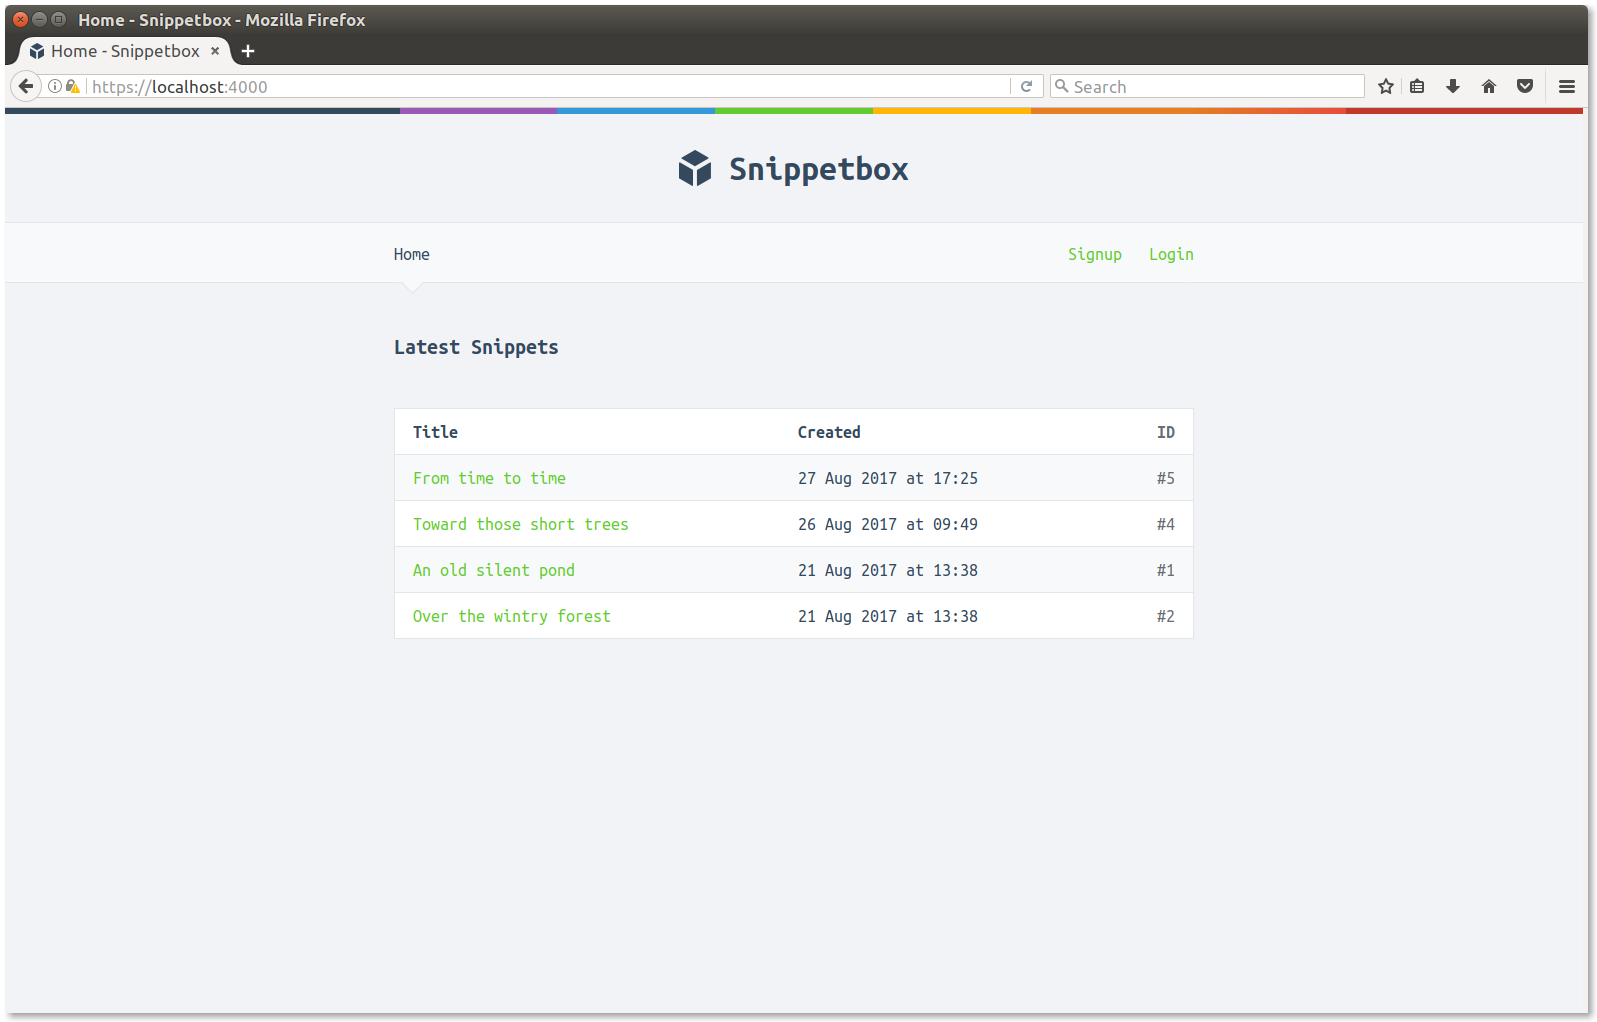 Home - Snippetbox - Mozilla Firefox
Home - Snippetbox
https://localhost:4000 Search
Snippetbox
Home Signup Login
Latest Snippets
Title Created ID
From time to time 27 Aug 2017 at 17:25 #5
Toward those short trees 26 Aug 2017 at 09:49 #4
An old silent pond 21 Aug 2017 at 13:38 #1
Over the wintry forest 21 Aug 2017 at 13:38 #2